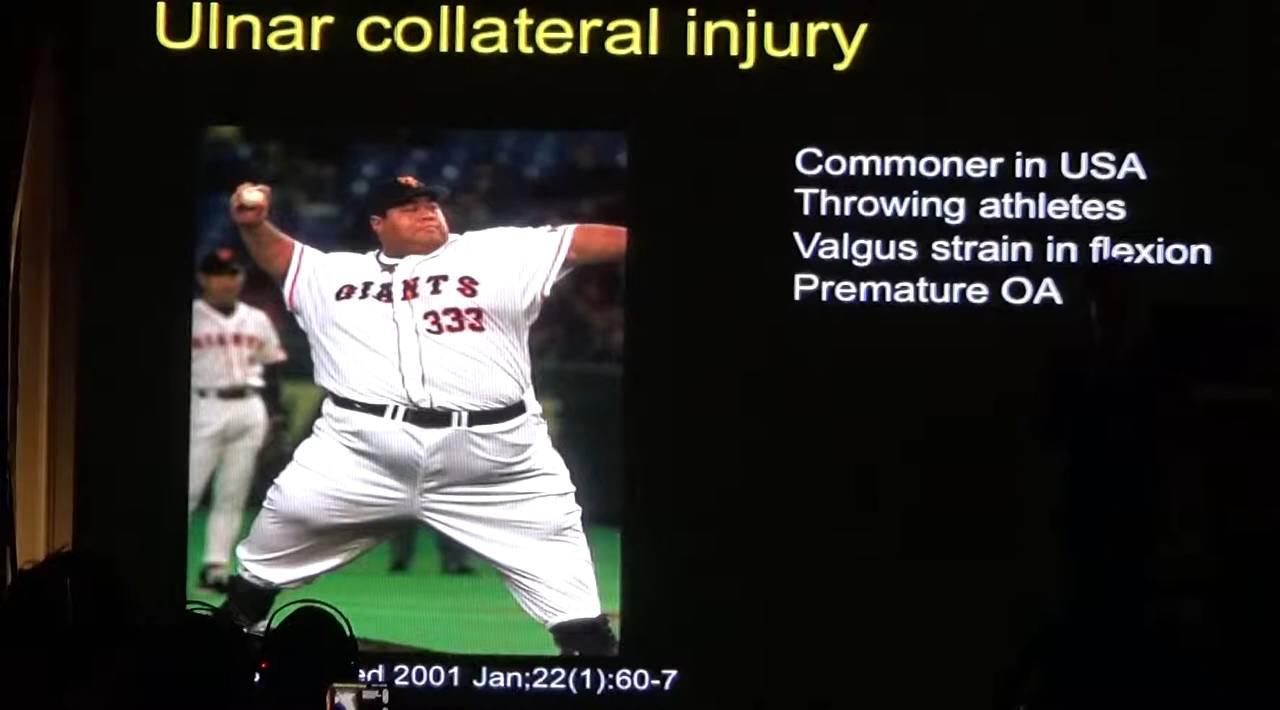 Ulnar collateral injury
Commoner in USA
Throwing athletes
Valgus strain in flexion
Premature OA
GIANTS
333
2001 Jan;22(1):60-7